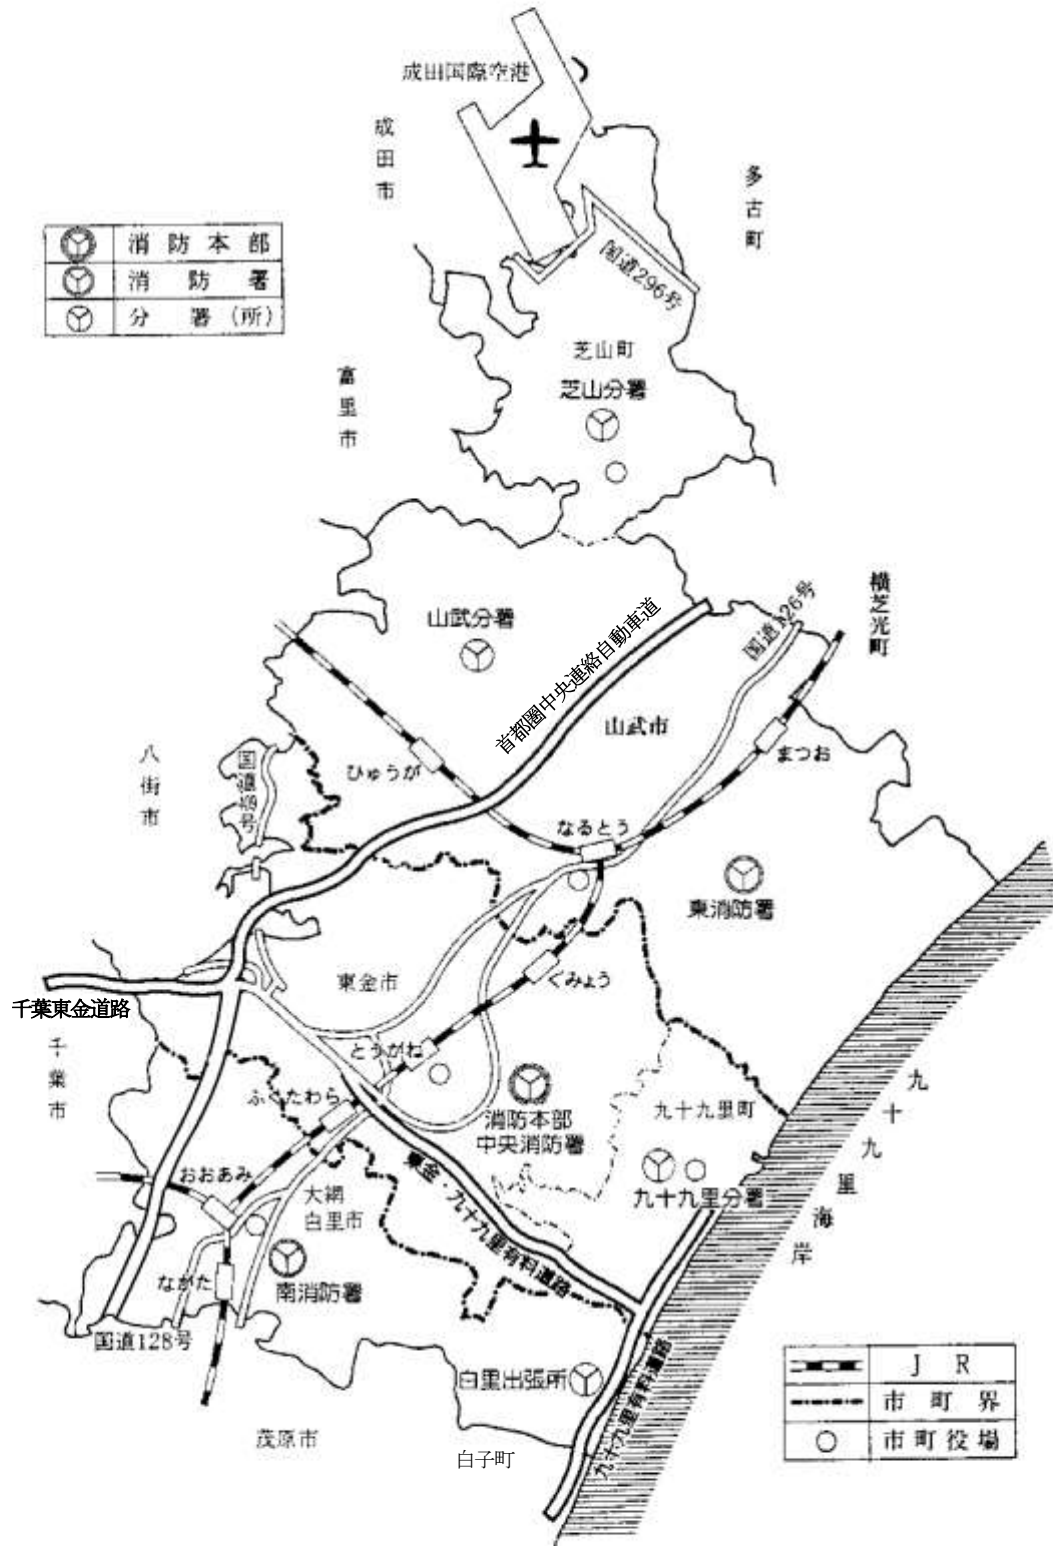 成田国際空港
成田市
多古町
消防本部
消防署
分署(所)
国道296号
芝山町
芝山分署
富里市
横芝光町
山武分署
首都圏中央連絡自動車道
国道126号
山武市
まつお
ひゅうが
八街市
国道409号
なるとう
東消防署
東金市
くみょう
千葉東金道路
千葉市
とうがね
ふくたわら
消防本部
中央消防署
九十九里町
九十九里分署
九十九里海岸
おおあみ
大網
白里市
東金・九十九里有料道路
ながた
南消防署
国道128号
白里出張所
九十九里有料道路
茂原市
白子町
JR
市町界
市町役場